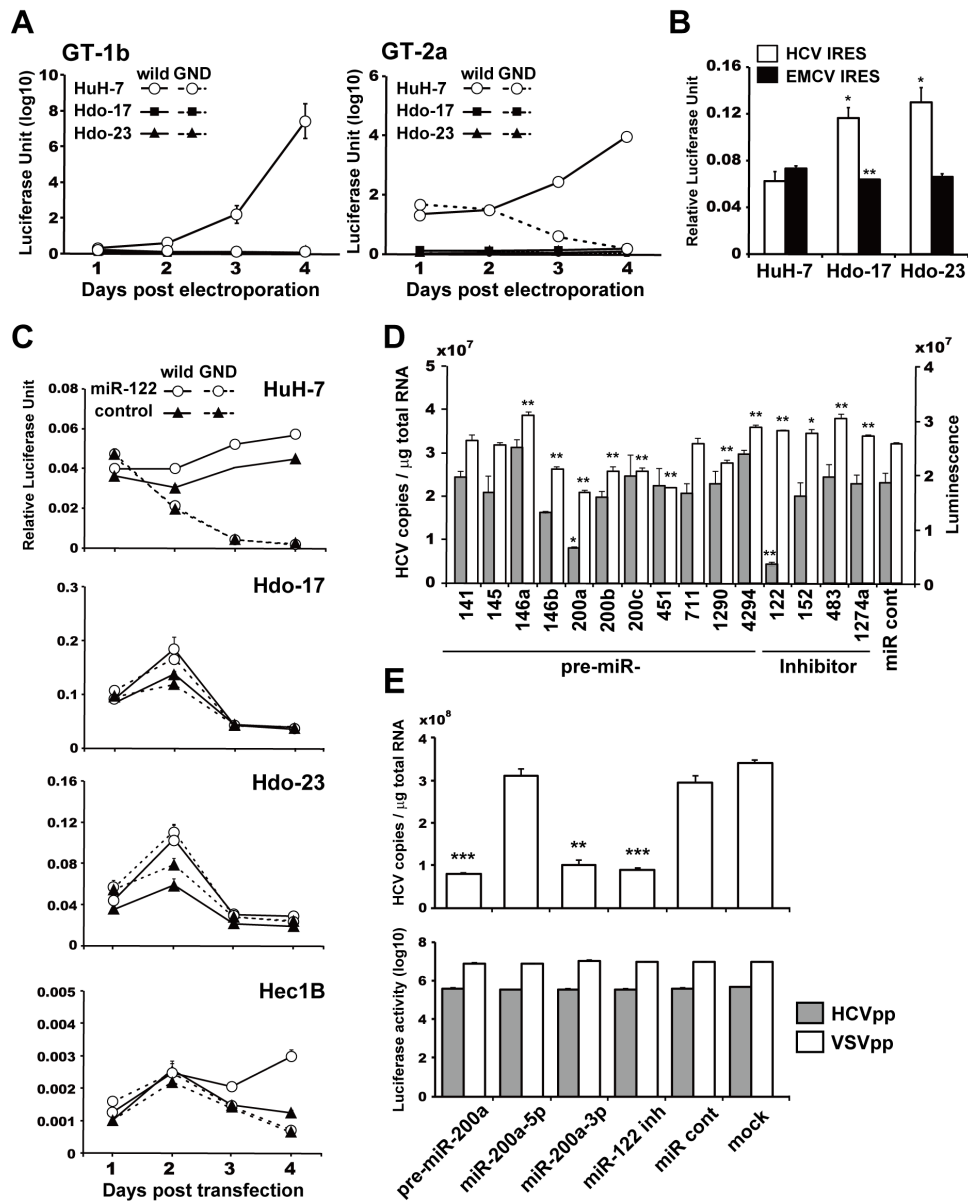 A
GT-1b
wild GND
HuH-7
Hdo-17
Hdo-23
Luciferase Unit (log10)
10
8
6
4
2
0
1 2 3 4
Days post electroporation
GT-2a
wild GND
HuH-7
Hdo-17
Hdo-23
Luciferase Unit (log10)
6
4
2
0
1 2 3 4
Days post electroporation
B
HCV IRES
EMCV IRES
Relative Luciferase Unit
0.16
0.12
0.08
0.04
0
* ** *
HuH-7 Hdo-17 Hdo-23
C
wild GND
miR-122
control
HuH-7
Relative Luciferase Unit
0.08
0.06
0.04
0.02
0
Hdo-17
0.3
0.2
0.1
0
Hdo-23
0.16
0.12
0.08
0.04
0
Hec1B
0.005
0.004
0.003
0.002
0.001
0
1 2 3 4
Days post transfection
D
x10⁷
HCV copies / μg total RNA
5
4
3
2
1
0
x10⁷
Luminescence
4
3
2
1
0
** ** * ** ** ** ** ** ** ** ** * ** **
141 145 146a 146b 200a 200b 200c 451 711 1290 4294 122 152 483 1274a miR cont
pre-miR- Inhibitor
E
x10⁸
HCV copies / μg total RNA
3
1
0
*** ** ***
Luciferase activity (log10)
8
6
4
2
0
HCVpp
VSVpp
pre-miR-200a miR-200a-5p miR-200a-3p miR-122 inh miR cont mock